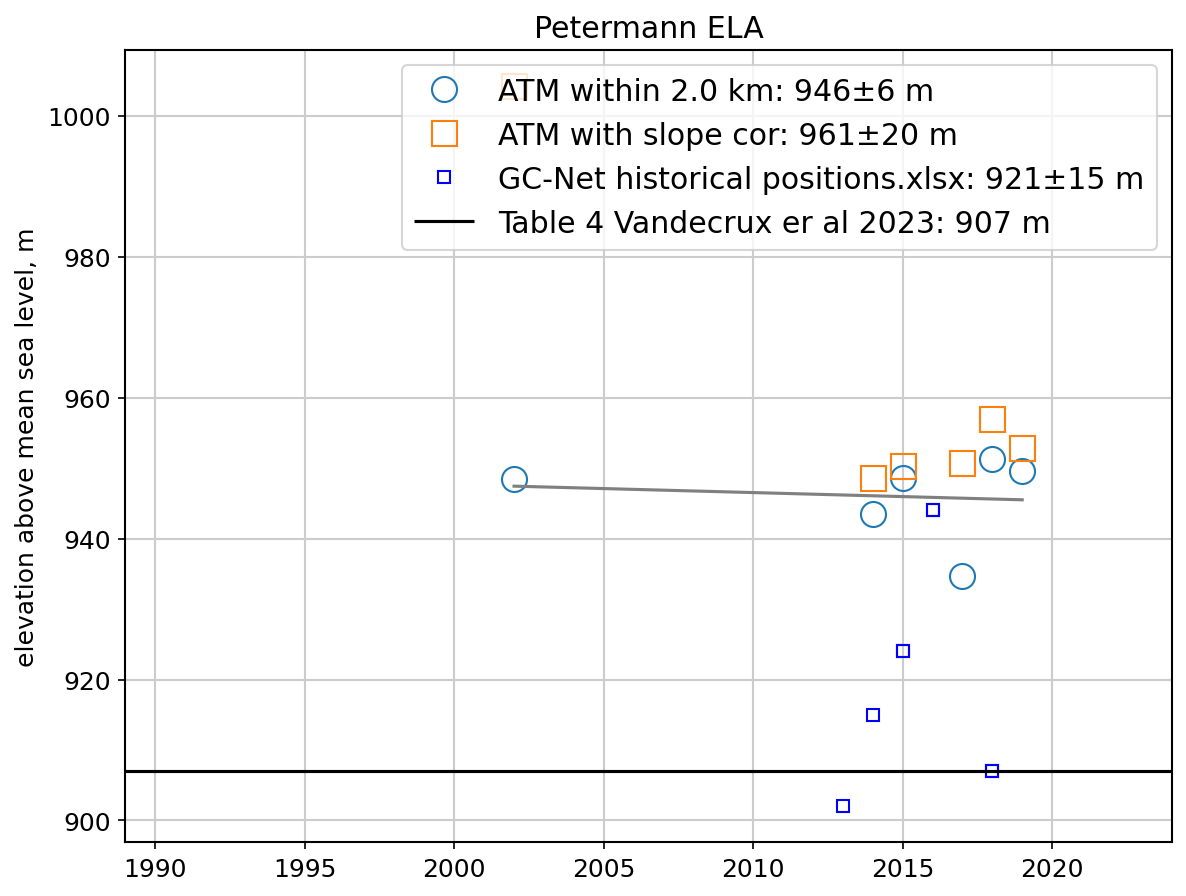 Petermann ELA
ATM within 2.0 km: 946±6 m
ATM with slope cor: 961±20 m
GC-Net historical positions.xlsx: 921±15 m
Table 4 Vandecrux er al 2023: 907 m
elevation above mean sea level, m
1000
980
960
940
920
900
1990 1995 2000 2005 2010 2015 2020